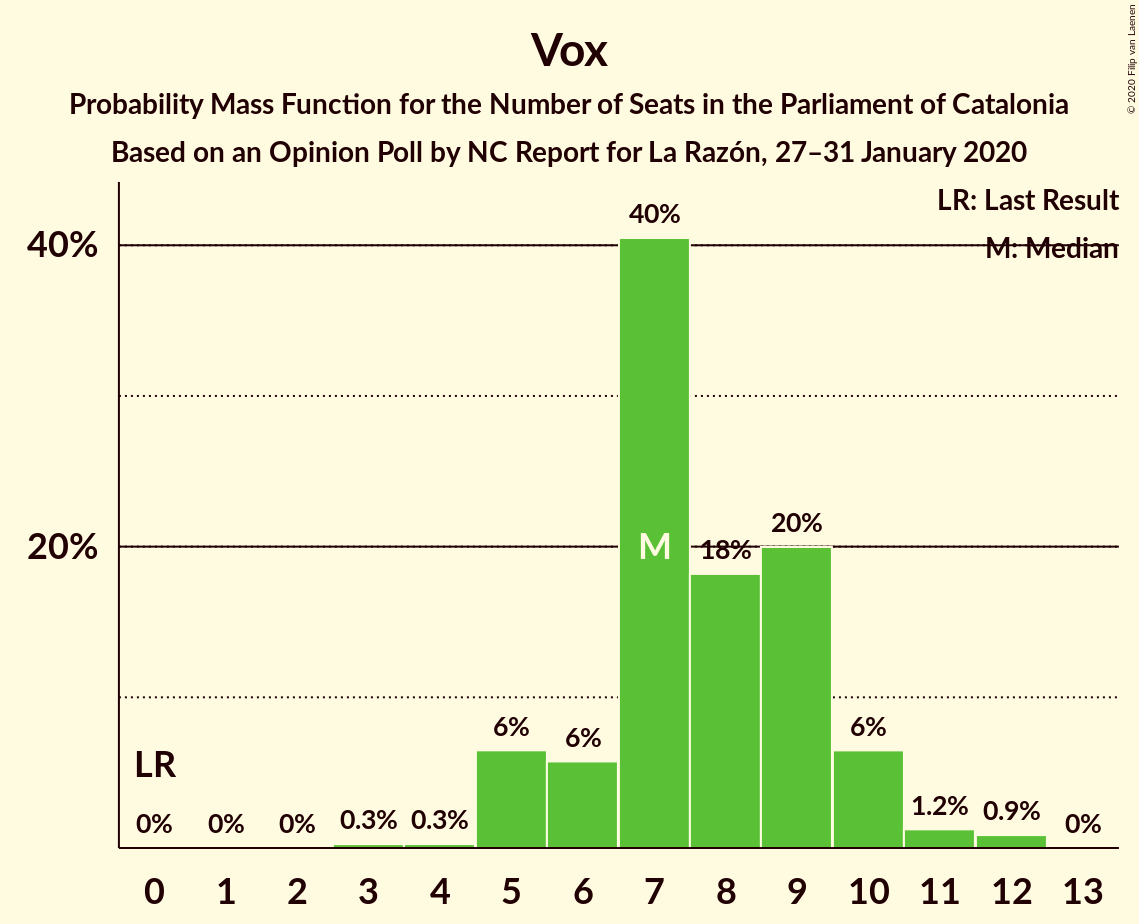 Vox
Probability Mass Function for the Number of Seats in the Parliament of Catalonia
Based on an Opinion Poll by NC Report for La Razón, 27–31 January 2020
© 2020 Filip van Laenen
LR: Last Result
M: Median
40%
20%
LR
0%
0%
0%
0.3%
0.3%
6%
6%
40%
M
18%
20%
6%
1.2%
0.9%
0%
0 1 2 3 4 5 6 7 8 9 10 11 12 13